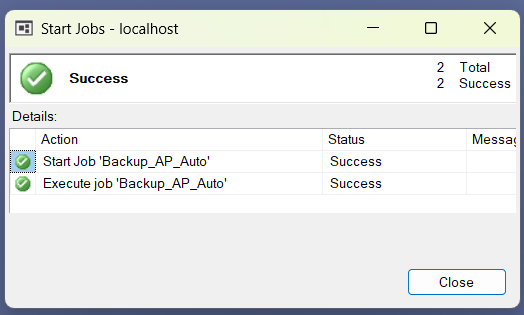 Start Jobs - localhost
Success
2 Total
2 Success
Details:
Action Status Messag
Start Job 'Backup_AP_Auto' Success
Execute job 'Backup_AP_Auto' Success
Close